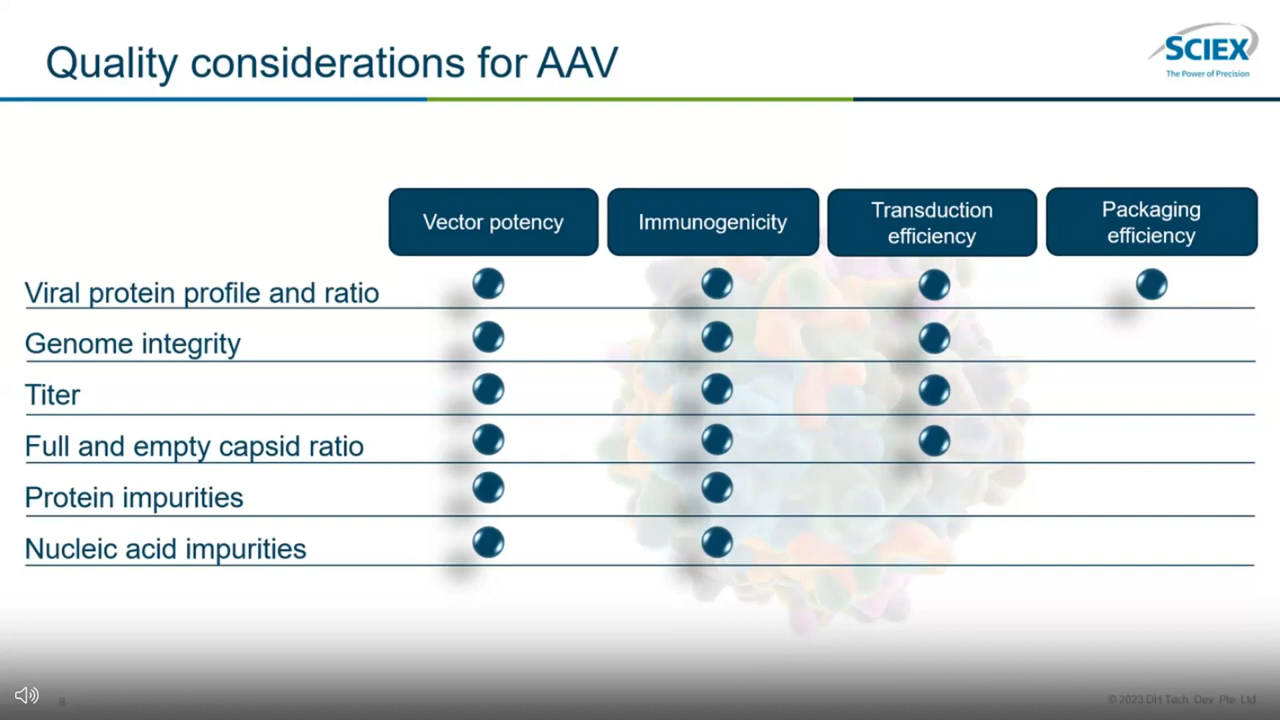 Quality considerations for AAV
SCIEX
The Power of Precision
Vector potency
Immunogenicity
Transduction
efficiency
Packaging
efficiency
Viral protein profile and ratio
Genome integrity
Titer
Full and empty capsid ratio
Protein impurities
Nucleic acid impurities
8
© 2023 DH Tech. Dev. Pte. Ltd.